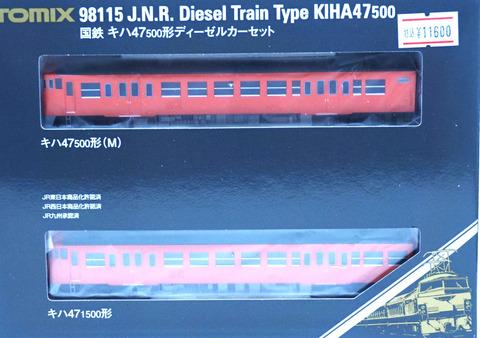 TOMIX 98115 J.N.R. Diesel Train Type KIHA47500
国鉄 キハ47500形ディーゼルカーセット
税込 ¥11600
キハ47500形(M)
JR東日本商品化許諾済
JR西日本商品化許諾済
JR九州承認済
キハ471500形